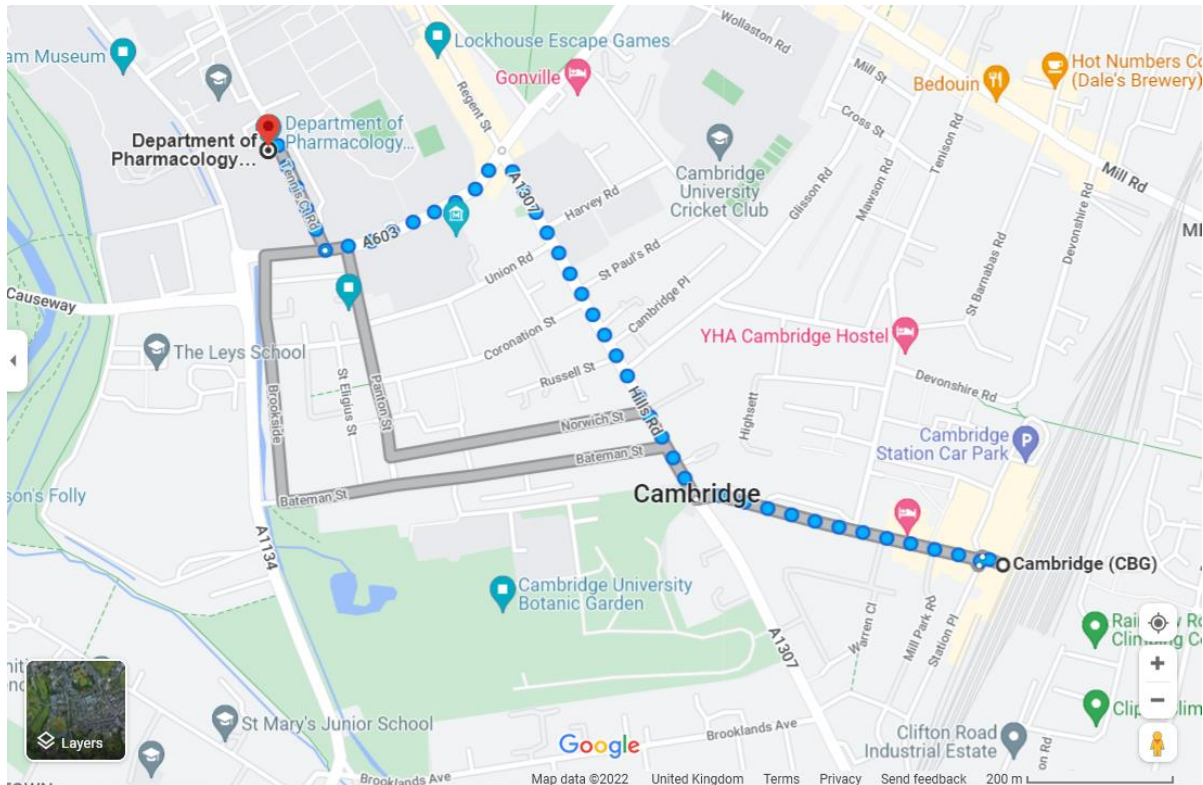 Wollaston Rd
am Museum
Lockhouse Escape Games
Gonville
Mill St
Bedouin
Hot Numbers Co
(Dale's Brewery)
Regent St
Cross St
Tenison Rd
Department of
Pharmacology...
Department of
Pharmacology...
Cambridge
University
Cricket Club
Mawson Rd
Glisson Rd
Mill Rd
Tennis Ct Rd
A1307
Harvey Rd
Devonshire Rd
A603
Union Rd
St Paul's Rd
St Barnabas Rd
Causeway
Cambridge Pl
Coronation St
YHA Cambridge Hostel
The Leys School
Russell St
Devonshire Rd
Brookside
St Eligius St
Panton St
Hills Rd
Highsett
Norwich St
Cambridge
Station Car Park
Bateman St
Bateman St
Cambridge
son's Folly
A1134
Cambridge (CBG)
Cambridge University
Botanic Garden
Warren Cl
Mill Park Rd
Station Pl
A1307
Climbing Ce
Layers
St Mary's Junior School
Google
Brooklands Ave
Clifton Road
Industrial Estate
Brooklands Ave
Map data ©2022 United Kingdom Terms Privacy Send feedback 200 m